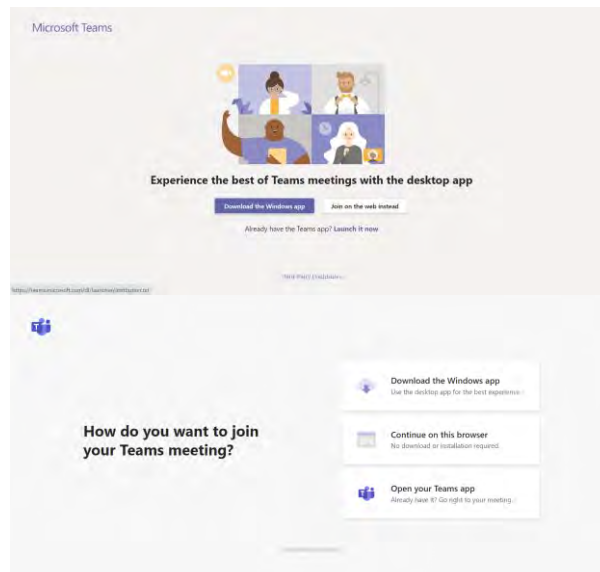 Microsoft Teams
Experience the best of Teams meetings with the desktop app
Download the Windows app
Join on the web instead
Already have the Teams app? Launch it now
How do you want to join
your Teams meeting?
Download the Windows app
Use the desktop app for the best experience.
Continue on this browser
No download or installation required.
Open your Teams app
Already have it? Go right to your meeting.